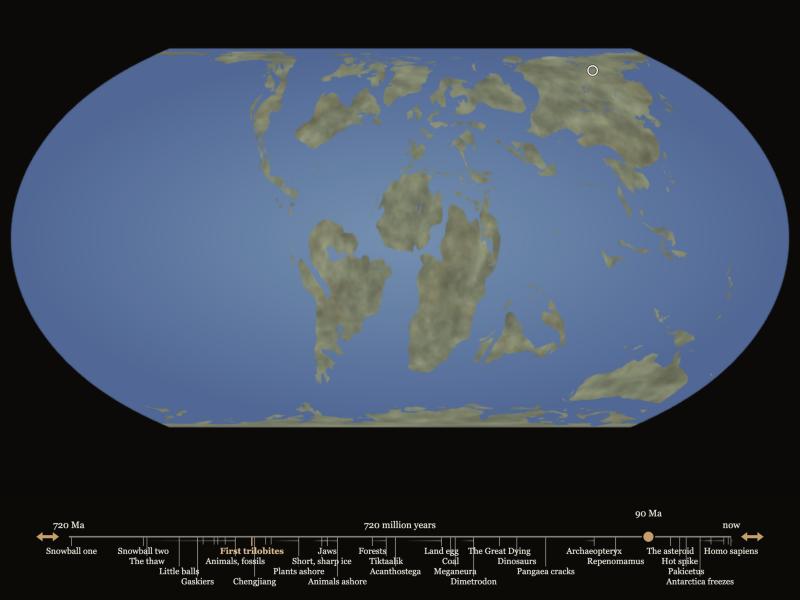 90 Ma
720 Ma 720 million years now
Snowball one Snowball two First trilobites Jaws Forests Land egg The Great Dying Archaeopteryx The asteroid Homo sapiens
The thaw Animals, fossils Short, sharp ice Tiktaalik Coal Dinosaurs Repenomamus Hot spike
Little balls Plants ashore Acanthostega Meganeura Pangaea cracks Pakicetus
Gaskiers Chengjiang Animals ashore Dimetrodon Antarctica freezes